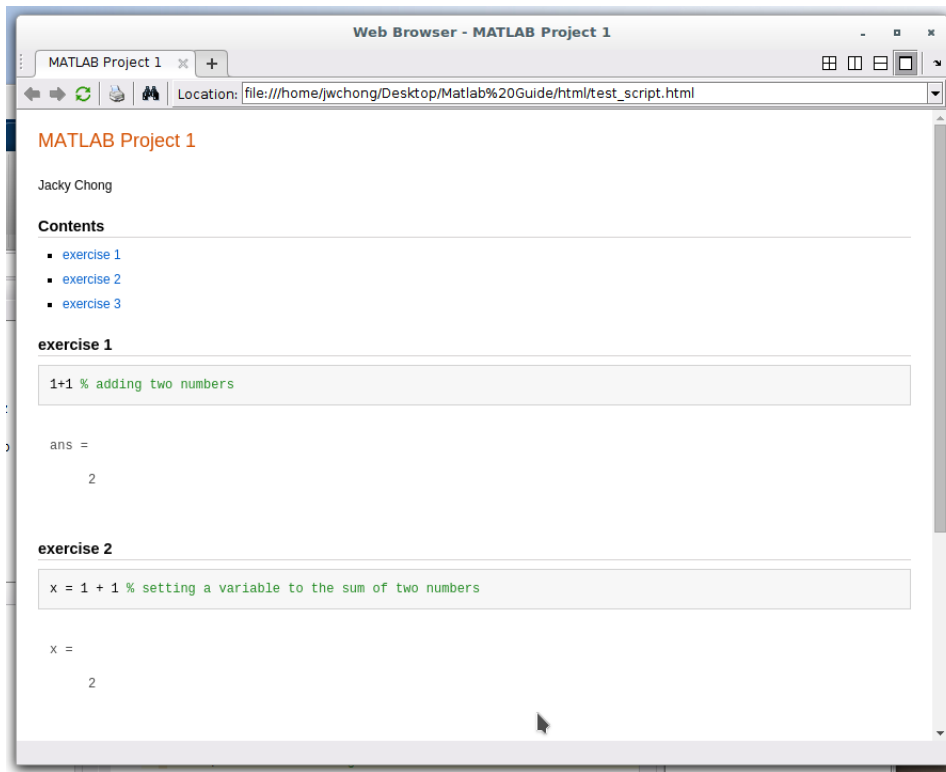 Web Browser - MATLAB Project 1
MATLAB Project 1
Location: file:///home/jwchong/Desktop/Matlab%20Guide/html/test_script.html
MATLAB Project 1
Jacky Chong
Contents
exercise 1
exercise 2
exercise 3
exercise 1
1+1 % adding two numbers
ans =
2
exercise 2
x = 1 + 1 % setting a variable to the sum of two numbers
x =
2